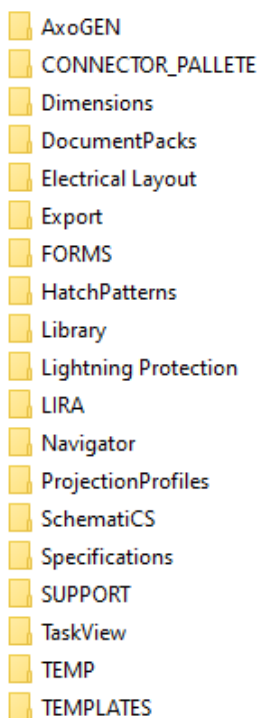 AxoGEN
CONNECTOR_PALLETE
Dimensions
DocumentPacks
Electrical Layout
Export
FORMS
HatchPatterns
Library
Lightning Protection
LIRA
Navigator
ProjectionProfiles
SchematiCS
Specifications
SUPPORT
TaskView
TEMP
TEMPLATES